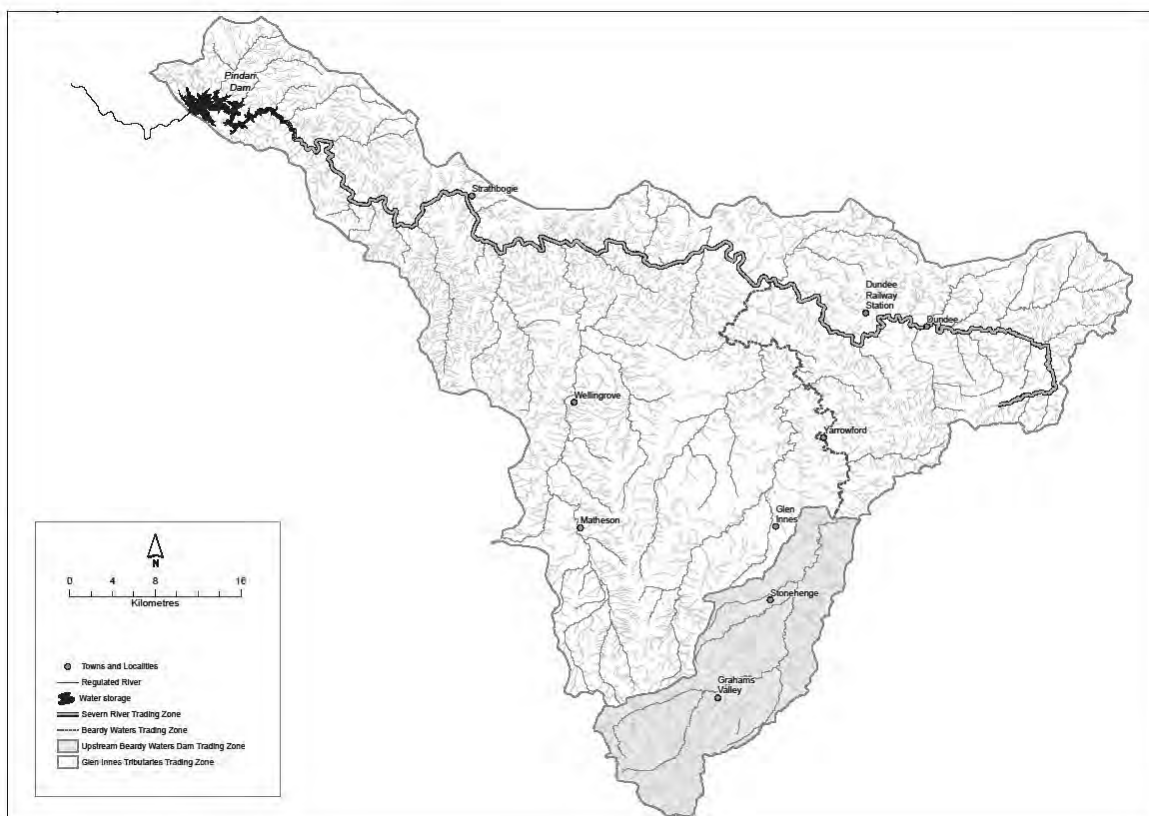 Pindari
Dam
Strathbogie
Dundee
Railway
Station
Dundee
Wellingrove
Yarrowford
Matheson
Glen
Innes
Stonehenge
Grahams
Valley
N
0 4 8 16
Kilometres
Towns and Localities
Regulated River
Water storage
Severn River Trading Zone
Beardy Waters Trading Zone
Upstream Beardy Waters Dam Trading Zone
Glen Innes Tributaries Trading Zone